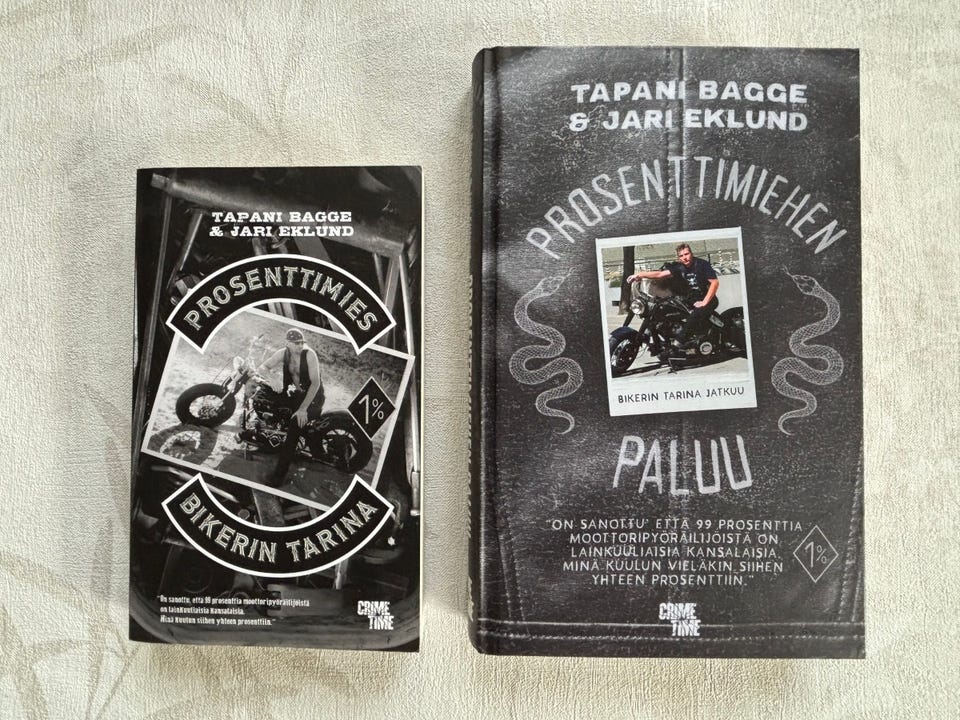 TAPANI BAGGE
& JARI EKLUND
PROSENTTIMIES
1%
BIKERIN TARINA
"On sanottu, että 99 prosenttia moottoripyöräilijöistä
on lainkuuliaisia kansalaisia.
Minä kuulun siihen yhteen prosenttiin."
CRIME
TIME
TAPANI BAGGE
& JARI EKLUND
PROSENTTIMIEHEN
BIKERIN TARINA JATKUU
PALUU
"ON SANOTTU ETTÄ 99 PROSENTTIA
MOOTTORIPYÖRÄILIJÖISTÄ ON
LAINKUULIAISIA KANSALAISIA.
MINÄ KUULUN VIELÄKIN SIIHEN
YHTEEN PROSENTTIIN."
1%
CRIME
TIME